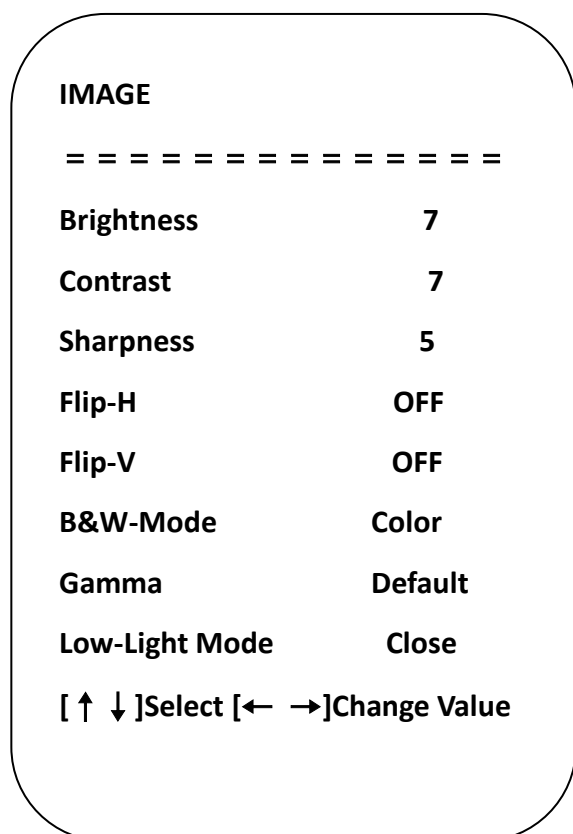 IMAGE
= = = = = = = = = = = = = =
Brightness 7
Contrast 7
Sharpness 5
Flip-H OFF
Flip-V OFF
B&W-Mode Color
Gamma Default
Low-Light Mode Close
[↑ ↓]Select [← →]Change Value